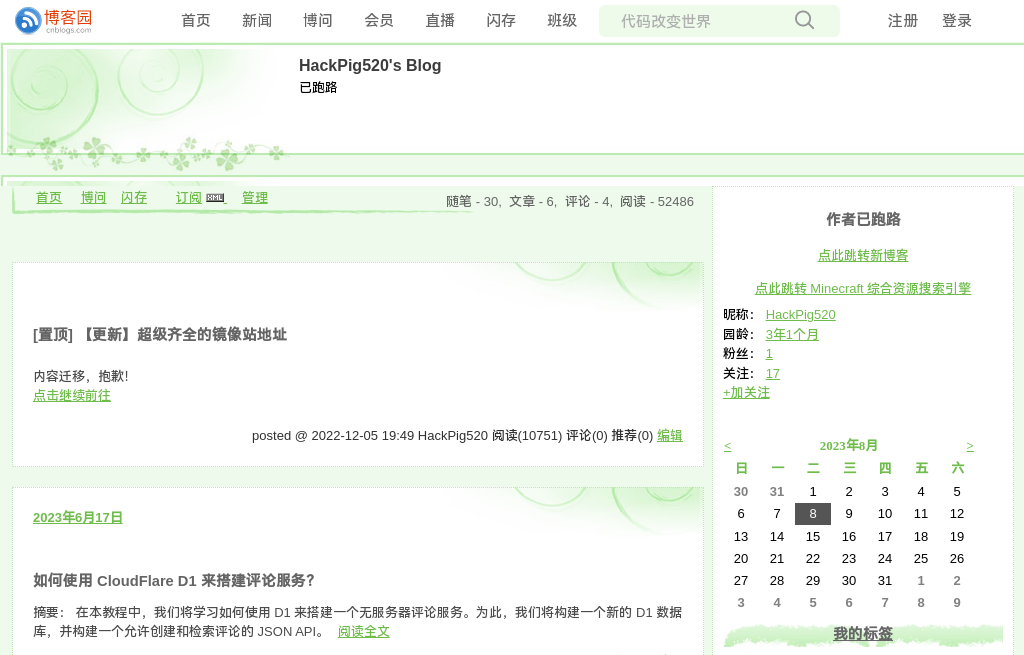 博客园
cnblogs.com
首页 新闻 博问 会员 直播 闪存 班级 代码改变世界 注册 登录
HackPig520's Blog
已跑路
首页 博问 闪存 订阅 XML 管理
随笔 - 30, 文章 - 6, 评论 - 4, 阅读 - 52486
[置顶] 【更新】超级齐全的镜像站地址
内容迁移，抱歉！
点击继续前往
posted @ 2022-12-05 19:49 HackPig520 阅读(10751) 评论(0) 推荐(0) 编辑
2023年6月17日
如何使用 CloudFlare D1 来搭建评论服务？
摘要： 在本教程中，我们将学习如何使用 D1 来搭建一个无服务器评论服务。为此，我们将构建一个新的 D1 数据
库，并构建一个允许创建和检索评论的 JSON API。 阅读全文
作者已跑路
点此跳转新博客
点此跳转 Minecraft 综合资源搜索引擎
昵称： HackPig520
园龄： 3年1个月
粉丝： 1
关注： 17
+加关注
< 2023年8月 >
日 一 二 三 四 五 六
30 31 1 2 3 4 5
6 7 8 9 10 11 12
13 14 15 16 17 18 19
20 21 22 23 24 25 26
27 28 29 30 31 1 2
3 4 5 6 7 8 9
我的标签